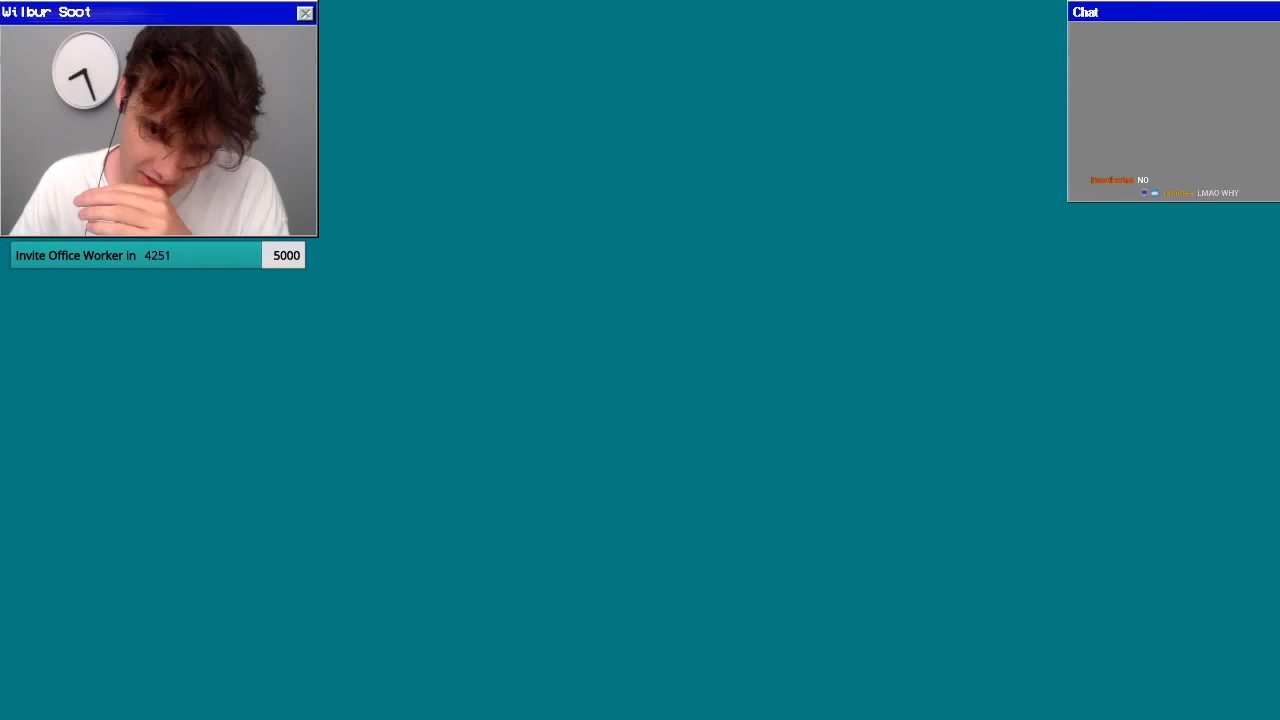 Wilbur Soot
Chat
NO
LMAO WHY
Invite Office Worker in 4251
5000